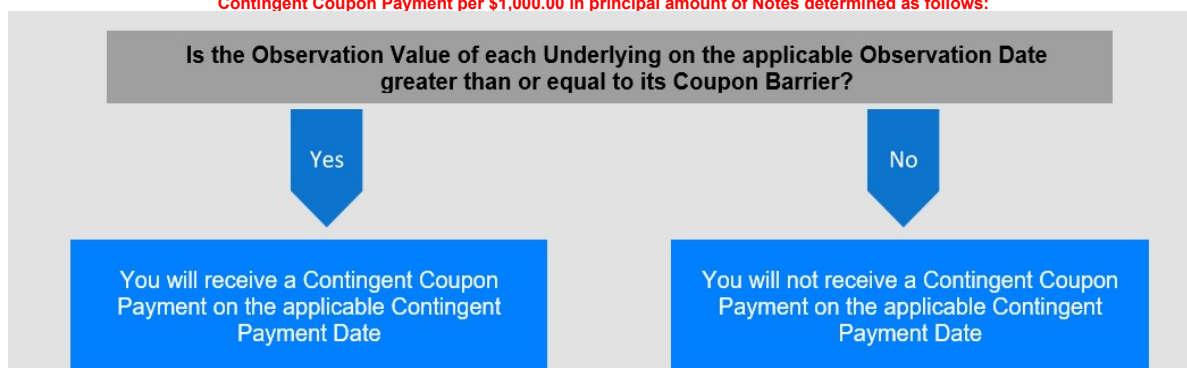 Contingent Coupon Payment per $1,000.00 in principal amount of Notes determined as follows:
Is the Observation Value of each Underlying on the applicable Observation Date
greater than or equal to its Coupon Barrier?
Yes
No
You will receive a Contingent Coupon
Payment on the applicable Contingent
Payment Date
You will not receive a Contingent Coupon
Payment on the applicable Contingent
Payment Date